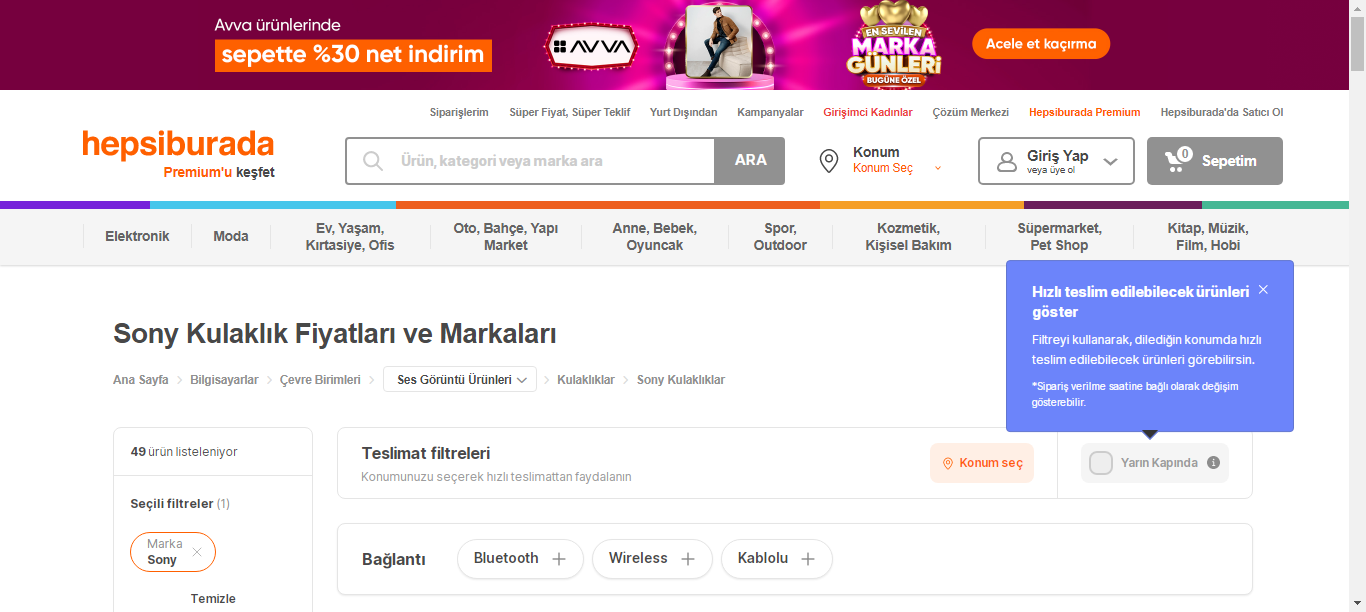 Avva ürünlerinde
sepette %30 net indirim
AVVA
EN SEVİLEN
MARKA
GÜNLERİ
BUGÜNE ÖZEL
Acele et kaçırma
Siparişlerim
Süper Fiyat, Süper Teklif
Yurt Dışından
Kampanyalar
Girişimci Kadınlar
Çözüm Merkezi
Hepsiburada Premium
Hepsiburada'da Satıcı Ol
hepsiburada
Premium'u keşfet
Ürün, kategori veya marka ara
ARA
Konum
Konum Seç
Giriş Yap
veya üye ol
0
Sepetim
Elektronik
Moda
Ev, Yaşam,
Kırtasiye, Ofis
Oto, Bahçe, Yapı
Market
Anne, Bebek,
Oyuncak
Spor,
Outdoor
Kozmetik,
Kişisel Bakım
Süpermarket,
Pet Shop
Kitap, Müzik,
Film, Hobi
Hızlı teslim edilebilecek ürünleri
göster
Filtreyi kullanarak, dilediğin konumda hızlı
teslim edilebilecek ürünleri görebilirsin.
*Sipariş verilme saatine bağlı olarak değişim
gösterebilir.
Sony Kulaklık Fiyatları ve Markaları
Ana Sayfa
Bilgisayarlar
Çevre Birimleri
Ses Görüntü Ürünleri
Kulaklıklar
Sony Kulaklıklar
49 ürün listeleniyor
Seçili filtreler (1)
Marka
Sony
Temizle
Teslimat filtreleri
Konumunuzu seçerek hızlı teslimattan faydalanın
Konum seç
Yarın Kapında
Bağlantı
Bluetooth
Wireless
Kablolu